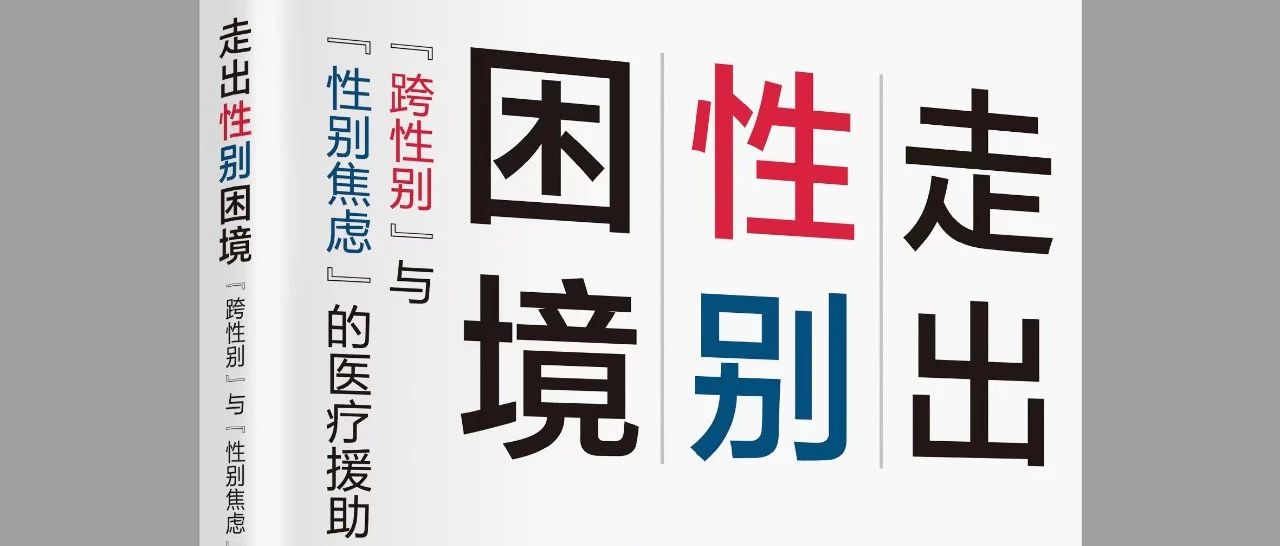 走出
性别
困境
『跨性别』与
『性别焦虑』的医疗援助
走出性别困境
『跨性别』与『性别焦虑』